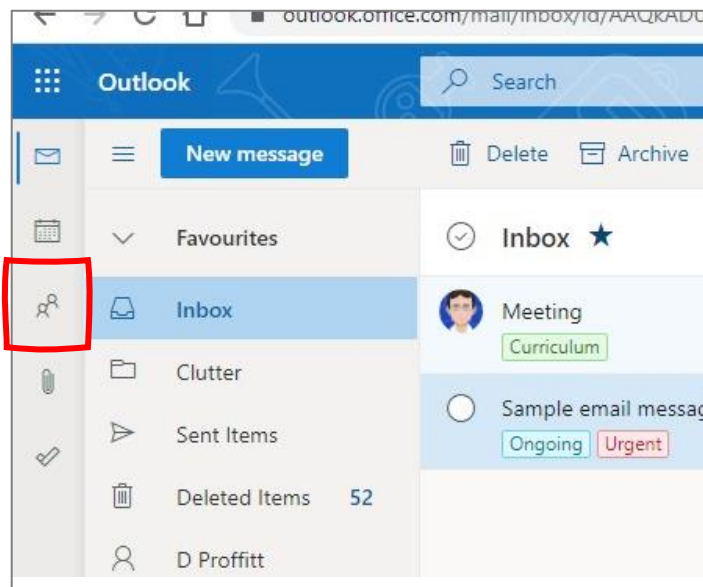 outlook.office.com/mail/inbox/id/AAQkADU
Outlook
Search
New message
Delete
Archive
Favourites
Inbox
Inbox
Meeting
Curriculum
Clutter
Sample email messag
Ongoing Urgent
Sent Items
Deleted Items 52
D Proffitt